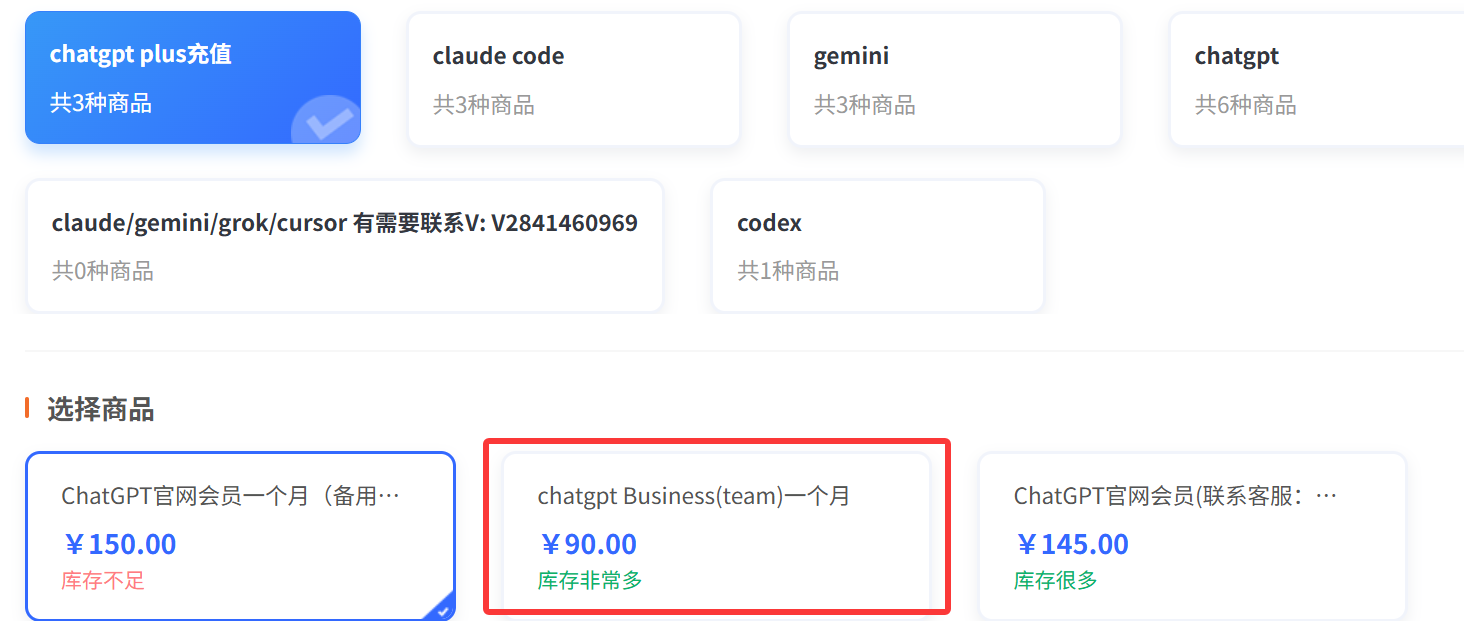 chatgpt plus充值
共3种商品
claude code
共3种商品
gemini
共3种商品
chatgpt
共6种商品
claude/gemini/grok/cursor 有需要联系V: V2841460969
共0种商品
codex
共1种商品
选择商品
ChatGPT官网会员一个月（备用…
￥150.00
库存不足
chatgpt Business(team)一个月
￥90.00
库存非常多
ChatGPT官网会员(联系客服：…
￥145.00
库存很多